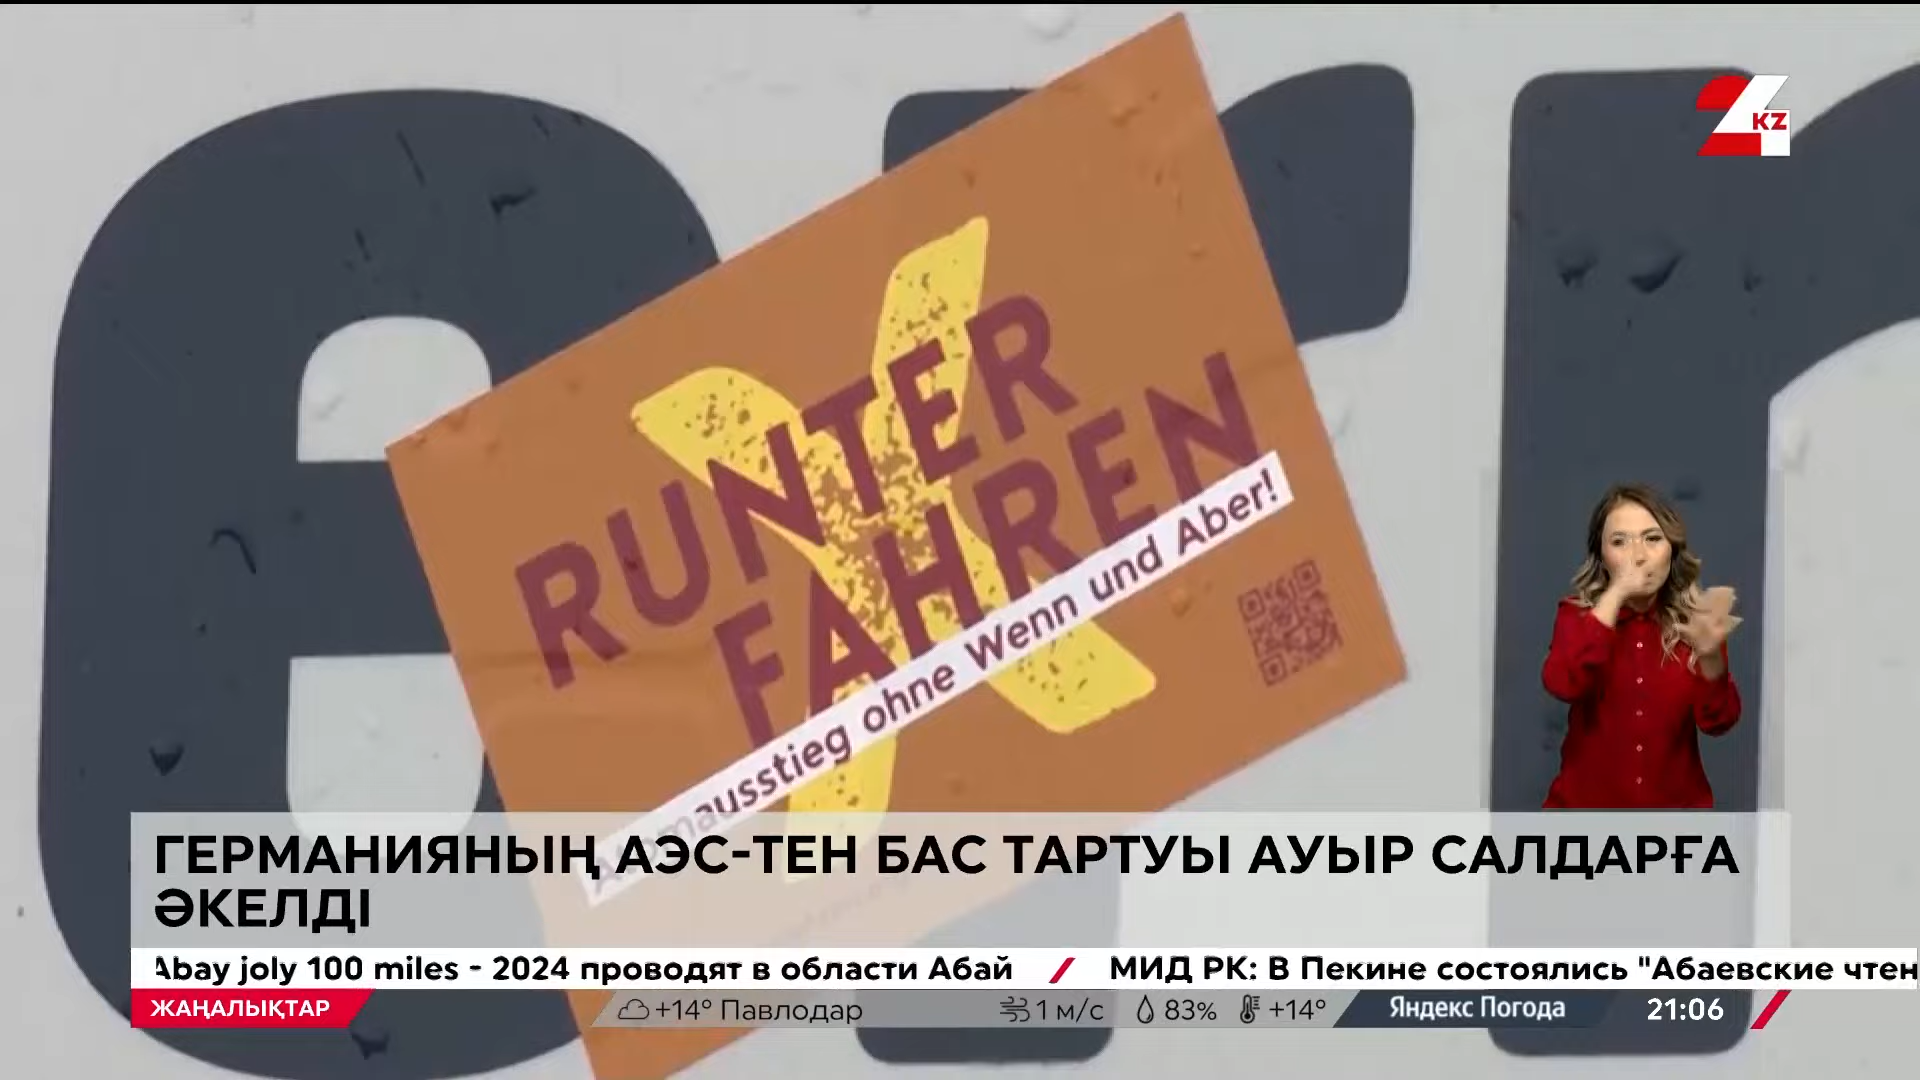 24
KZ
RUNTER
FAHREN
Atomausstieg ohne Wenn und Aber!
ГЕРМАНИЯНЫҢ АЭС-ТЕН БАС ТАРТУЫ АУЫР САЛДАРҒА
ӘКЕЛДІ
Abay joly 100 miles - 2024 проводят в области Абай / МИД РК: В Пекине состоялись "Абаевские чтен
ЖАҢАЛЫҚТАР
+14° Павлодар 1 м/с 83% +14° Яндекс Погода 21:06